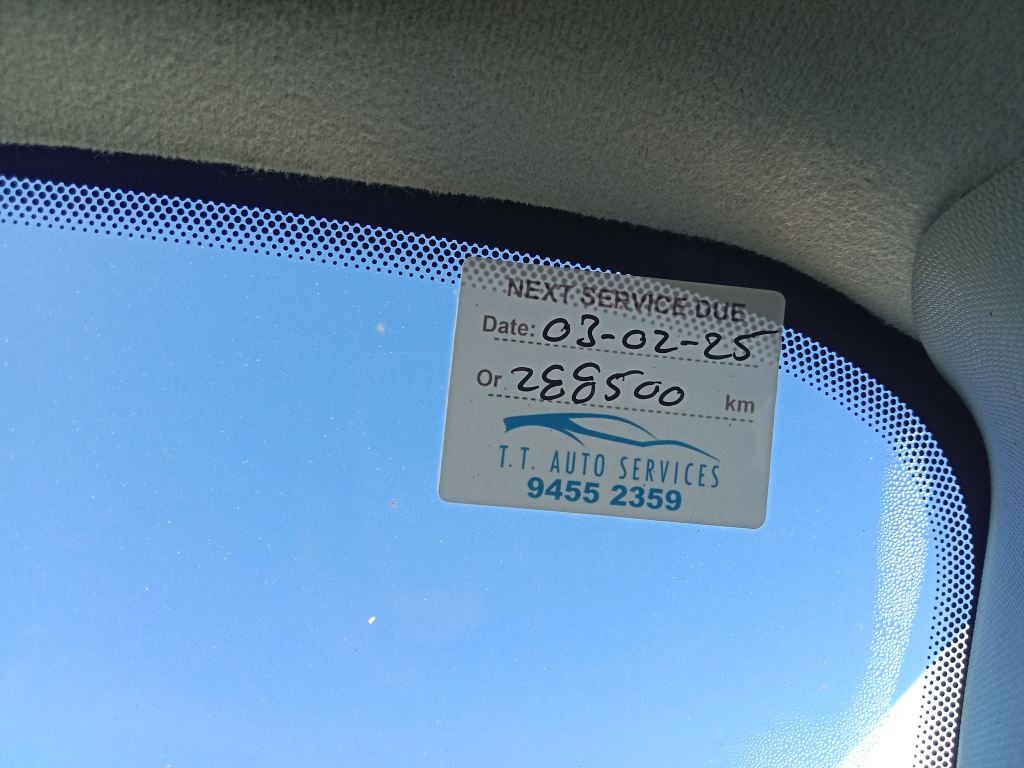 NEXT SERVICE DUE
Date: 03-02-25
Or 288500 km
T.T. AUTO SERVICES
9455 2359